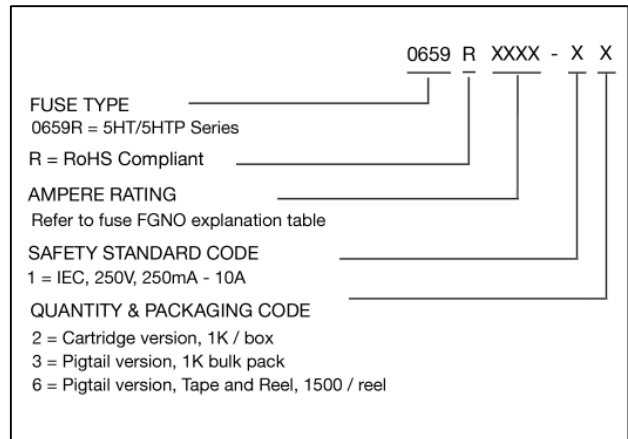 0659 R XXXX - X X
FUSE TYPE
0659R = 5HT/5HTP Series
R = RoHS Compliant
AMPERE RATING
Refer to fuse FGNO explanation table
SAFETY STANDARD CODE
1 = IEC, 250V, 250mA - 10A
QUANTITY & PACKAGING CODE
2 = Cartridge version, 1K / box
3 = Pigtail version, 1K bulk pack
6 = Pigtail version, Tape and Reel, 1500 / reel